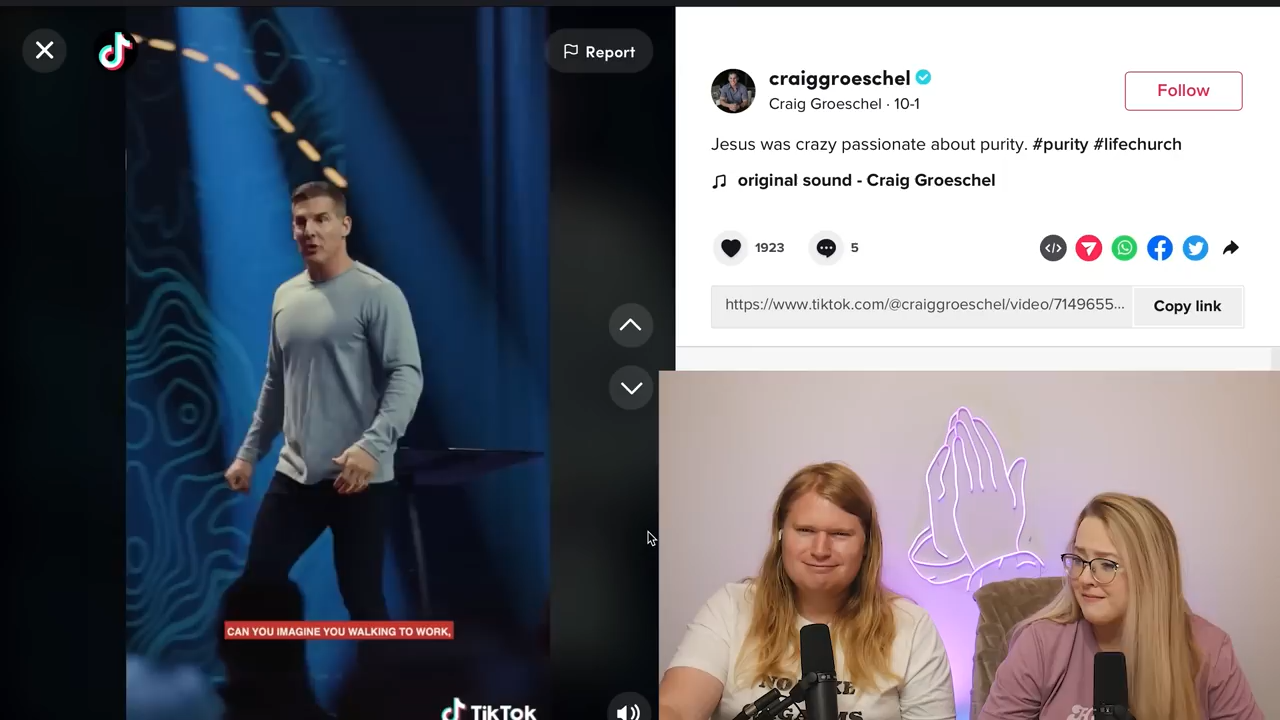 Report
CAN YOU IMAGINE YOU WALKING TO WORK,
TikTok
craiggroeschel
Craig Groeschel · 10-1
Follow
Jesus was crazy passionate about purity. #purity #lifechurch
original sound - Craig Groeschel
1923
5
https://www.tiktok.com/@craiggroeschel/video/7149655...
Copy link